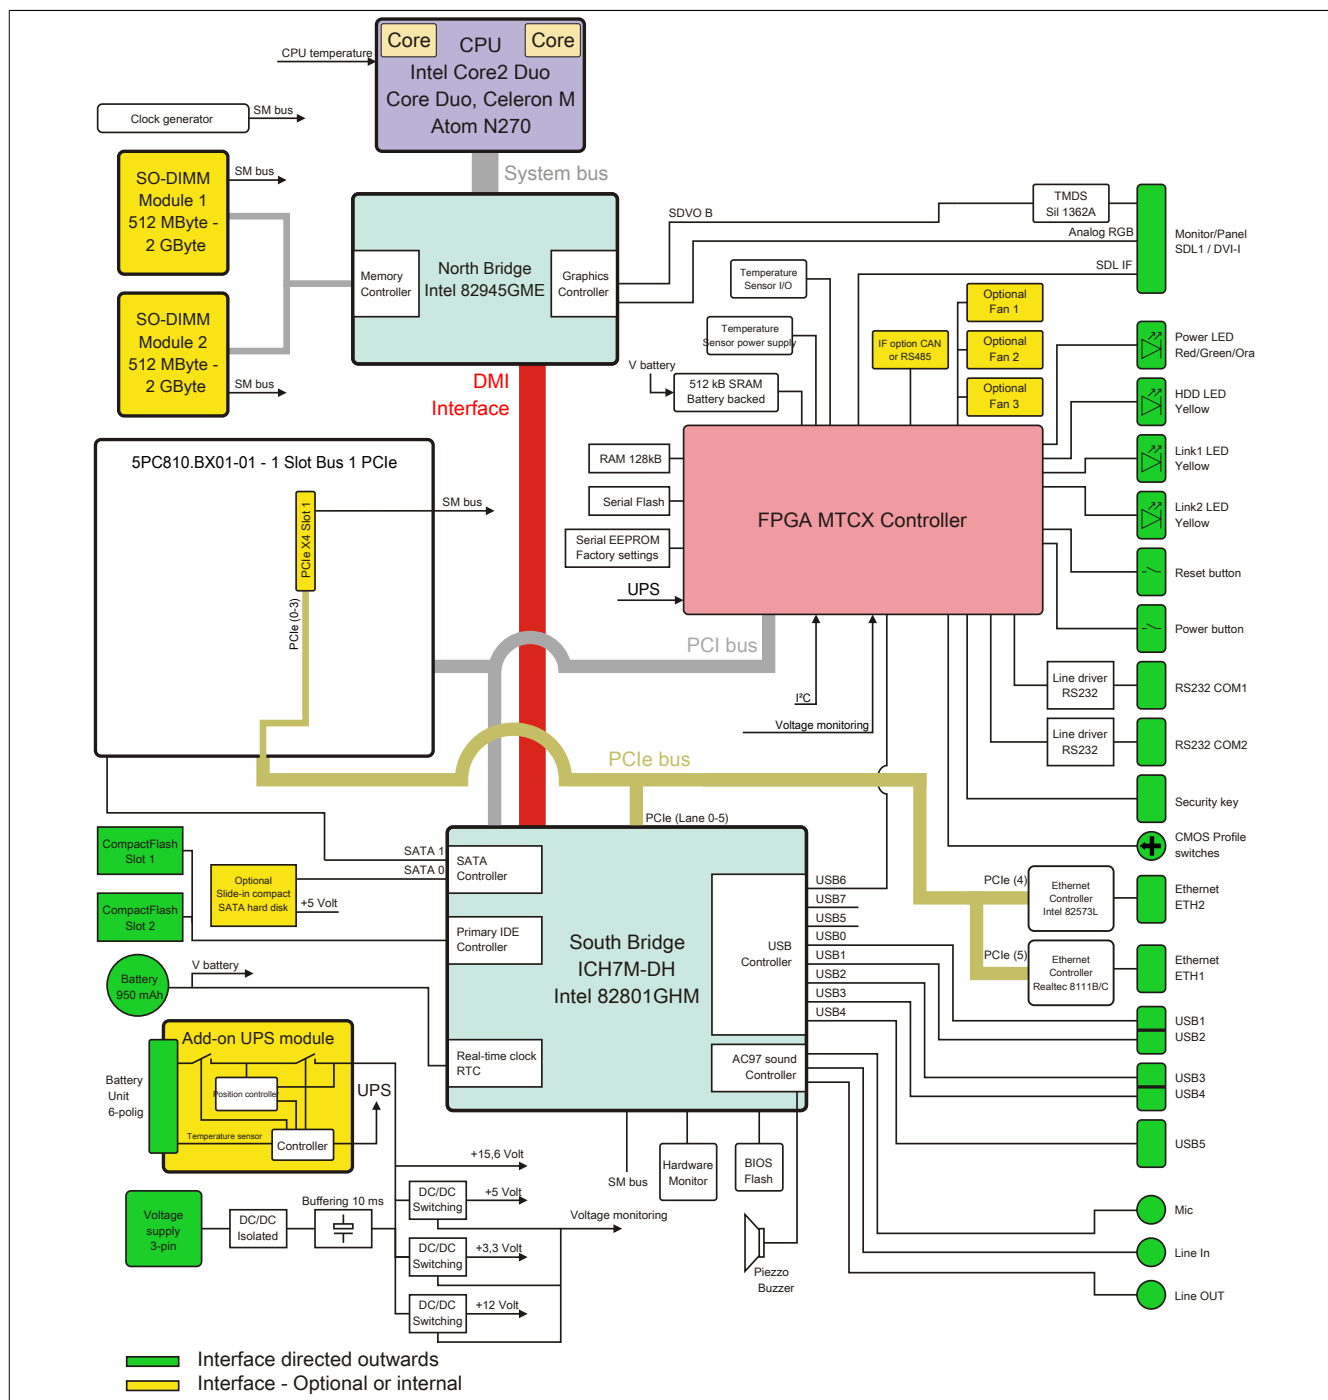 Core
Core
CPU
Intel Core2 Duo
Core Duo, Celeron M
Atom N270
CPU temperature
Clock generator
SM bus
SO-DIMM
Module 1
512 MByte -
2 GByte
SM bus
System bus
SO-DIMM
Module 2
512 MByte -
2 GByte
SM bus
Memory
Controller
North Bridge
Intel 82945GME
Graphics
Controller
SDVO B
TMDS
Sil 1362A
Analog RGB
SDL IF
Monitor/Panel
SDL1 / DVI-I
Temperature
Sensor I/O
Temperature
Sensor power supply
V battery
512 kB SRAM
Battery backed
IF option CAN
or RS485
Optional
Fan 1
Optional
Fan 2
Optional
Fan 3
Power LED
Red/Green/Ora
HDD LED
Yellow
Link1 LED
Yellow
Link2 LED
Yellow
Reset button
Power button
DMI
Interface
5PC810.BX01-01 - 1 Slot Bus 1 PCIe
PCIe X4 Slot 1
SM bus
PCIe (0-3)
RAM 128kB
Serial Flash
Serial EEPROM
Factory settings
UPS
FPGA MTCX Controller
PCI bus
I²C
Voltage monitoring
Line driver
RS232
RS232 COM1
Line driver
RS232
RS232 COM2
Security key
CMOS Profile
switches
PCIe bus
PCIe (Lane 0-5)
PCIe (4)
Ethernet
Controller
Intel 82573L
Ethernet
ETH2
PCIe (5)
Ethernet
Controller
Realtec 8111B/C
Ethernet
ETH1
CompactFlash
Slot 1
CompactFlash
Slot 2
Optional
Slide-in compact
SATA hard disk
+5 Volt
SATA 1
SATA 0
SATA
Controller
Primary IDE
Controller
South Bridge
ICH7M-DH
Intel 82801GHM
Real-time clock
RTC
USB
Controller
AC97 sound
Controller
USB6
USB7
USB5
USB0
USB1
USB2
USB3
USB4
USB1
USB2
USB3
USB4
USB5
Battery
950 mAh
V battery
Add-on UPS module
Battery
Unit
6-polig
Position controller
Temperature sensor
Controller
UPS
+15,6 Volt
SM bus
Hardware
Monitor
BIOS
Flash
Piezzo
Buzzer
Mic
Line In
Line OUT
Voltage
supply
3-pin
DC/DC
Isolated
Buffering 10 ms
DC/DC
Switching
+5 Volt
Voltage monitoring
DC/DC
Switching
+3,3 Volt
DC/DC
Switching
+12 Volt
Interface directed outwards
Interface - Optional or internal